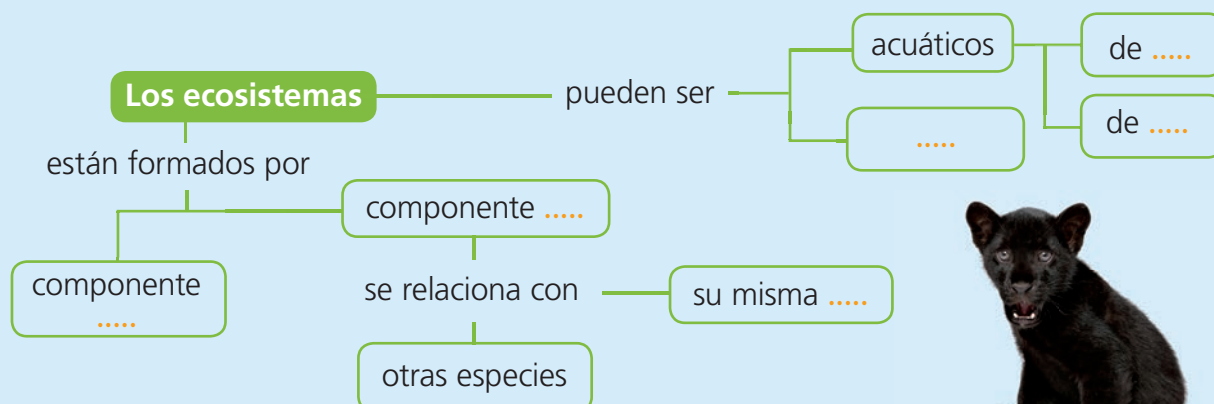 acuáticos
de .....
Los ecosistemas
pueden ser
de .....
.....
están formados por
componente .....
componente
.....
se relaciona con
su misma .....
otras especies